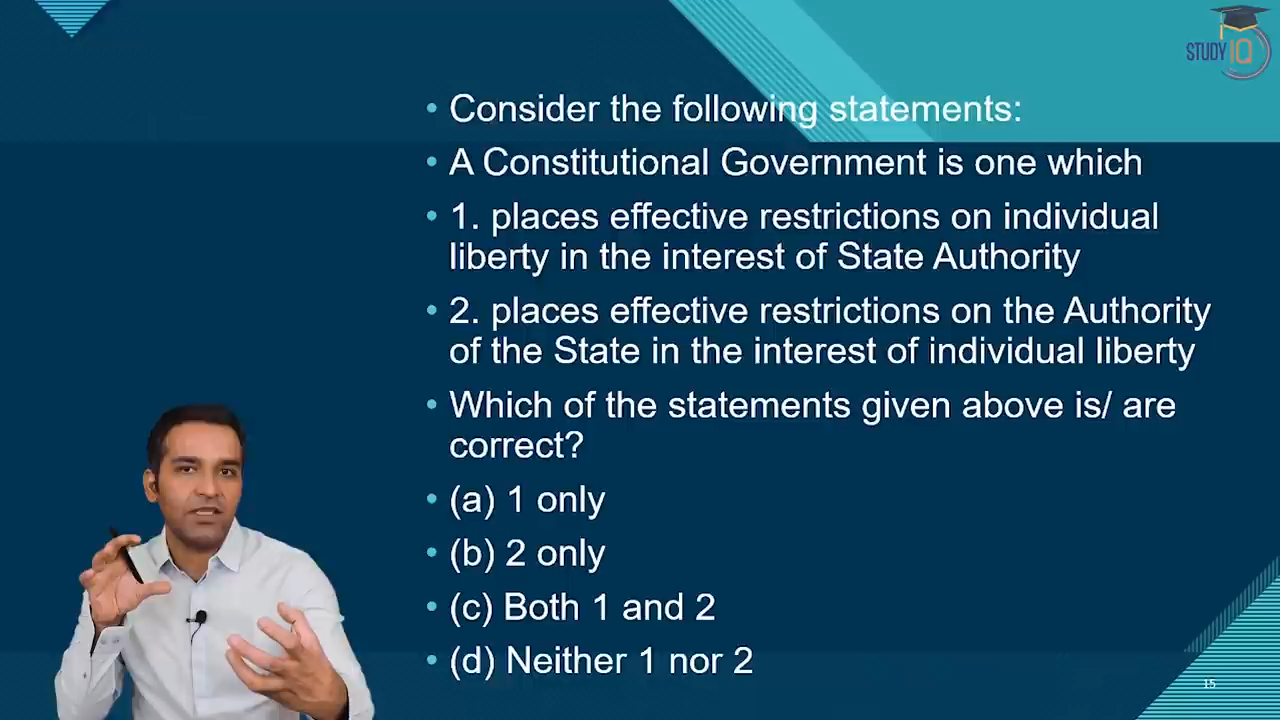 STUDY IQ
• Consider the following statements:
• A Constitutional Government is one which
• 1. places effective restrictions on individual
liberty in the interest of State Authority
• 2. places effective restrictions on the Authority
of the State in the interest of individual liberty
• Which of the statements given above is/ are
correct?
• (a) 1 only
• (b) 2 only
• (c) Both 1 and 2
• (d) Neither 1 nor 2
15